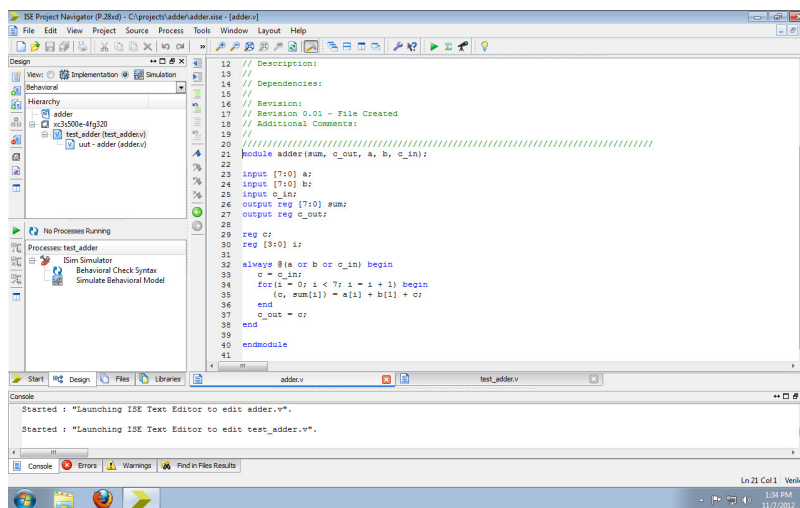 ISE Project Navigator (P.28xd) - C:\projects\adder\adder.xise - [adder.v]
File Edit View Project Source Process Tools Window Layout Help
Design
View: Implementation Simulation
Behavioral
Hierarchy
adder
xc3s500e-4fg320
test_adder (test_adder.v)
uut - adder (adder.v)
No Processes Running
Processes: test_adder
ISim Simulator
Behavioral Check Syntax
Simulate Behavioral Model
12 // Description:
13 //
14 // Dependencies:
15 //
16 // Revision:
17 // Revision 0.01 - File Created
18 // Additional Comments:
19 //
20 //////////////////////////////////////////////////////////////////////////////////
21 module adder(sum, c_out, a, b, c_in);
22
23 input [7:0] a;
24 input [7:0] b;
25 input c_in;
26 output reg [7:0] sum;
27 output reg c_out;
28
29 reg c;
30 reg [3:0] i;
31
32 always @(a or b or c_in) begin
33 c = c_in;
34 for(i = 0; i < 7; i = i + 1) begin
35 {c, sum[i]} = a[i] + b[i] + c;
36 end
37 c_out = c;
38 end
39
40 endmodule
41
Start Design Files Libraries
adder.v
test_adder.v
Console
Started : "Launching ISE Text Editor to edit adder.v".
Started : "Launching ISE Text Editor to edit test_adder.v".
Console Errors Warnings Find in Files Results
Ln 21 Col 1 Veril
1:34 PM
11/7/2012